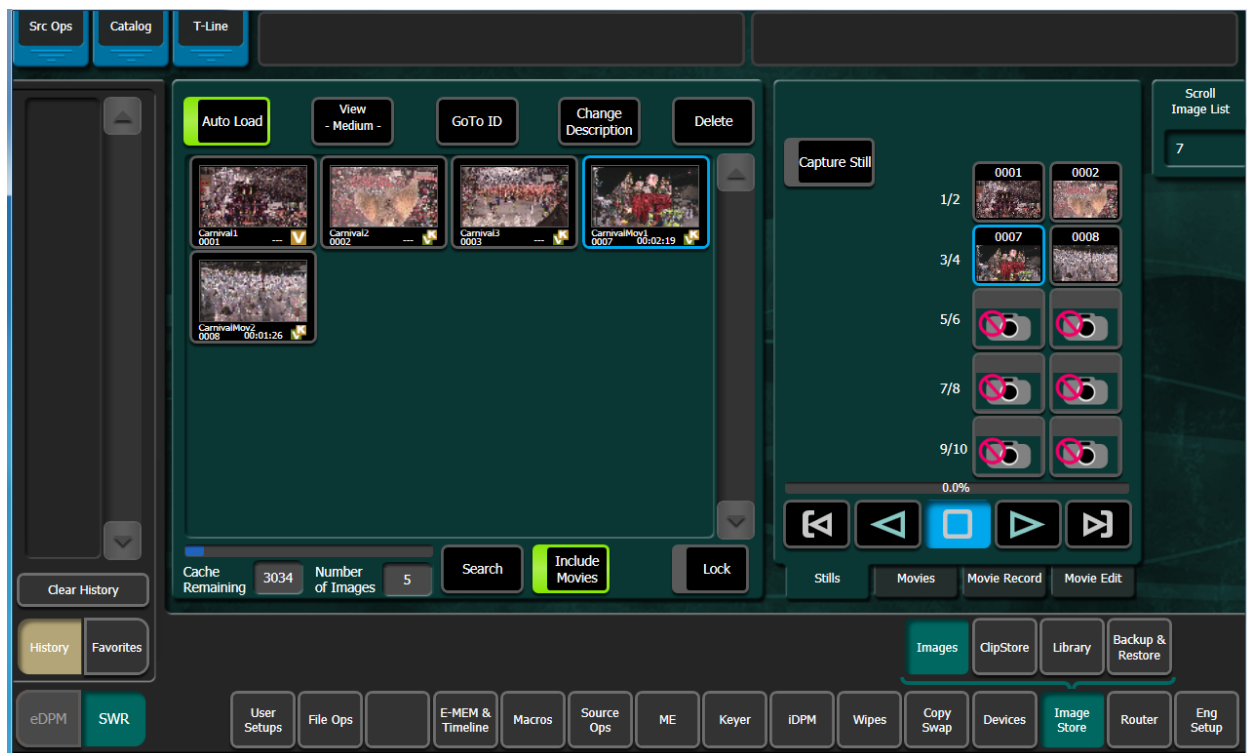 Src Ops
Catalog
T-Line
Auto Load
View
- Medium -
GoTo ID
Change
Description
Delete
Carnival1
0001 --- V
Carnival2
0002 --- VK
Carnival3
0003 --- VK
CarnivalMov1
0007 00:02:19 VK
CarnivalMov2
0008 00:01:26 VK
Cache
Remaining
3034
Number
of Images
5
Search
Include
Movies
Lock
Capture Still
0001
0002
1/2
0007
0008
3/4
5/6
7/8
9/10
0.0%
Stills
Movies
Movie Record
Movie Edit
Scroll
Image List
7
Clear History
History
Favorites
Images
ClipStore
Library
Backup &
Restore
eDPM
SWR
User
Setups
File Ops
E-MEM &
Timeline
Macros
Source
Ops
ME
Keyer
iDPM
Wipes
Copy
Swap
Devices
Image
Store
Router
Eng
Setup